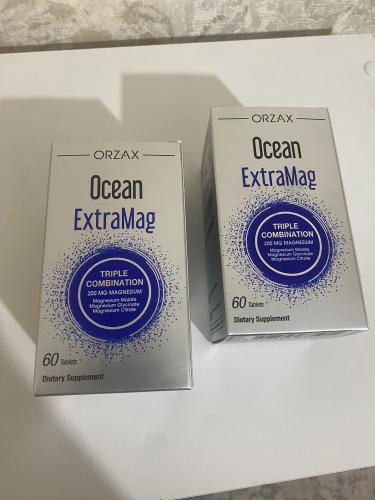 ORZAX
Ocean
ExtraMag
TRIPLE
COMBINATION
200 MG MAGNESIUM
Magnesium Malate
Magnesium Glycinate
Magnesium Citrate
60 Tablets
Dietary Supplement
ORZAX
Ocean
ExtraMag
TRIPLE
COMBINATION
200 MG MAGNESIUM
Magnesium Malate
Magnesium Glycinate
Magnesium Citrate
60 Tablets
Dietary Supplement